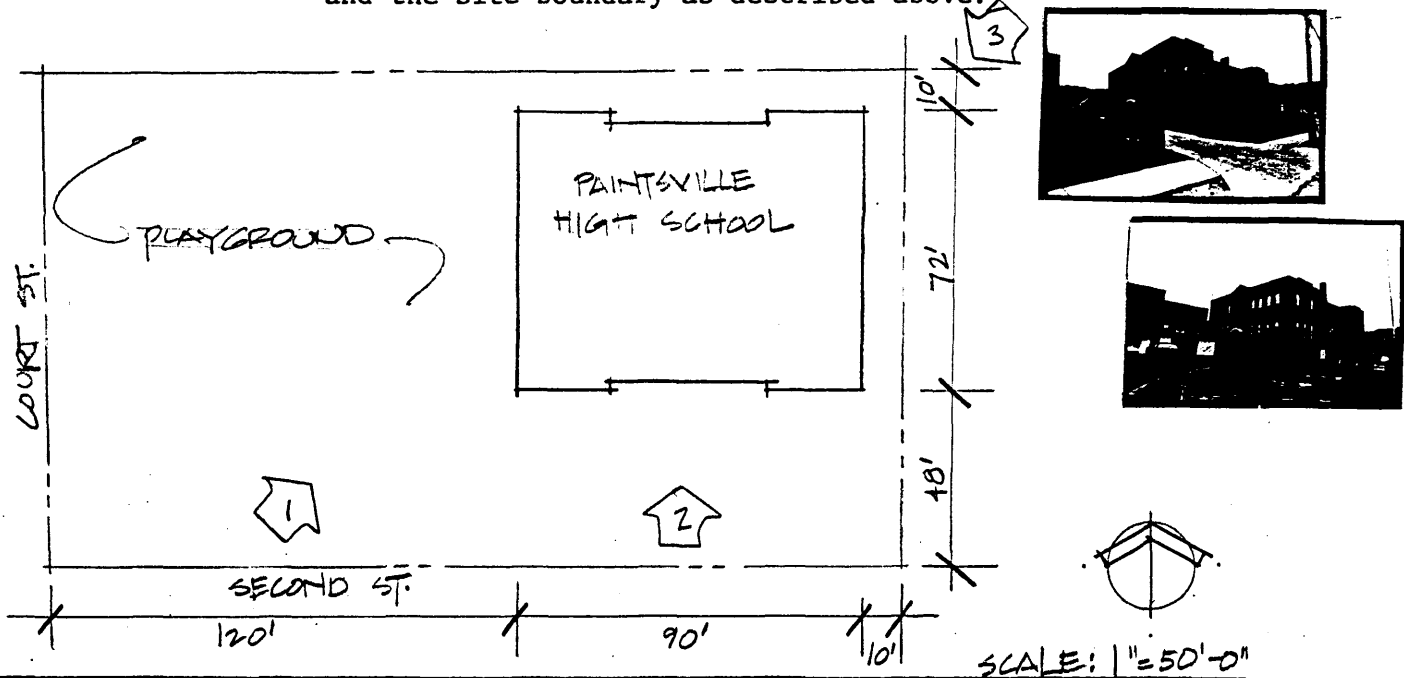 and the site boundary as described above.
3
10'
PAINTSVILLE
HIGH SCHOOL
PLAYGROUND
72'
COURT ST.
48'
1
2
SECOND ST.
120'
90'
10'
SCALE: 1"=50'-0"